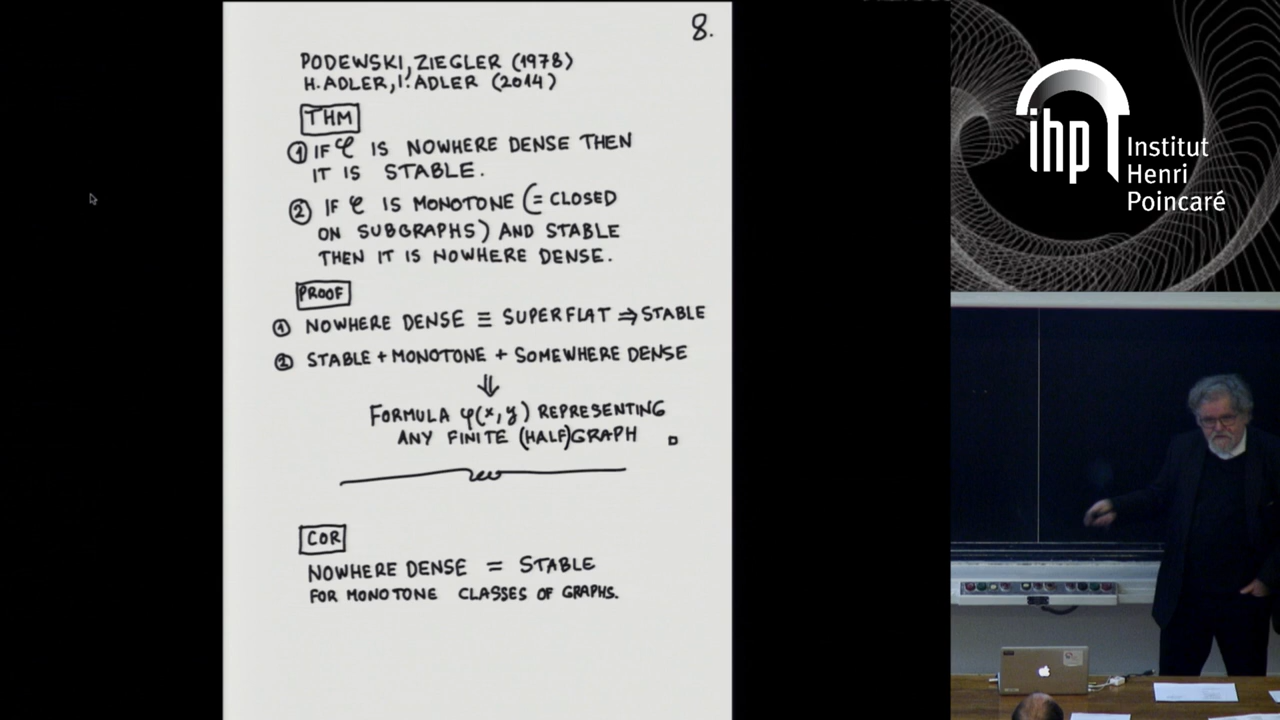 8.
PODEWSKI, ZIEGLER (1978)
H. ADLER, I. ADLER (2014)
THM
① IF 𝒞 IS NOWHERE DENSE THEN
IT IS STABLE.
② IF 𝒞 IS MONOTONE (= CLOSED
ON SUBGRAPHS) AND STABLE
THEN IT IS NOWHERE DENSE.
PROOF
① NOWHERE DENSE ≡ SUPERFLAT ⇒ STABLE
② STABLE + MONOTONE + SOMEWHERE DENSE
⇓
FORMULA φ(x, y) REPRESENTING
ANY FINITE (HALF)GRAPH □
COR
NOWHERE DENSE = STABLE
FOR MONOTONE CLASSES OF GRAPHS.
ihp Institut
Henri
Poincaré